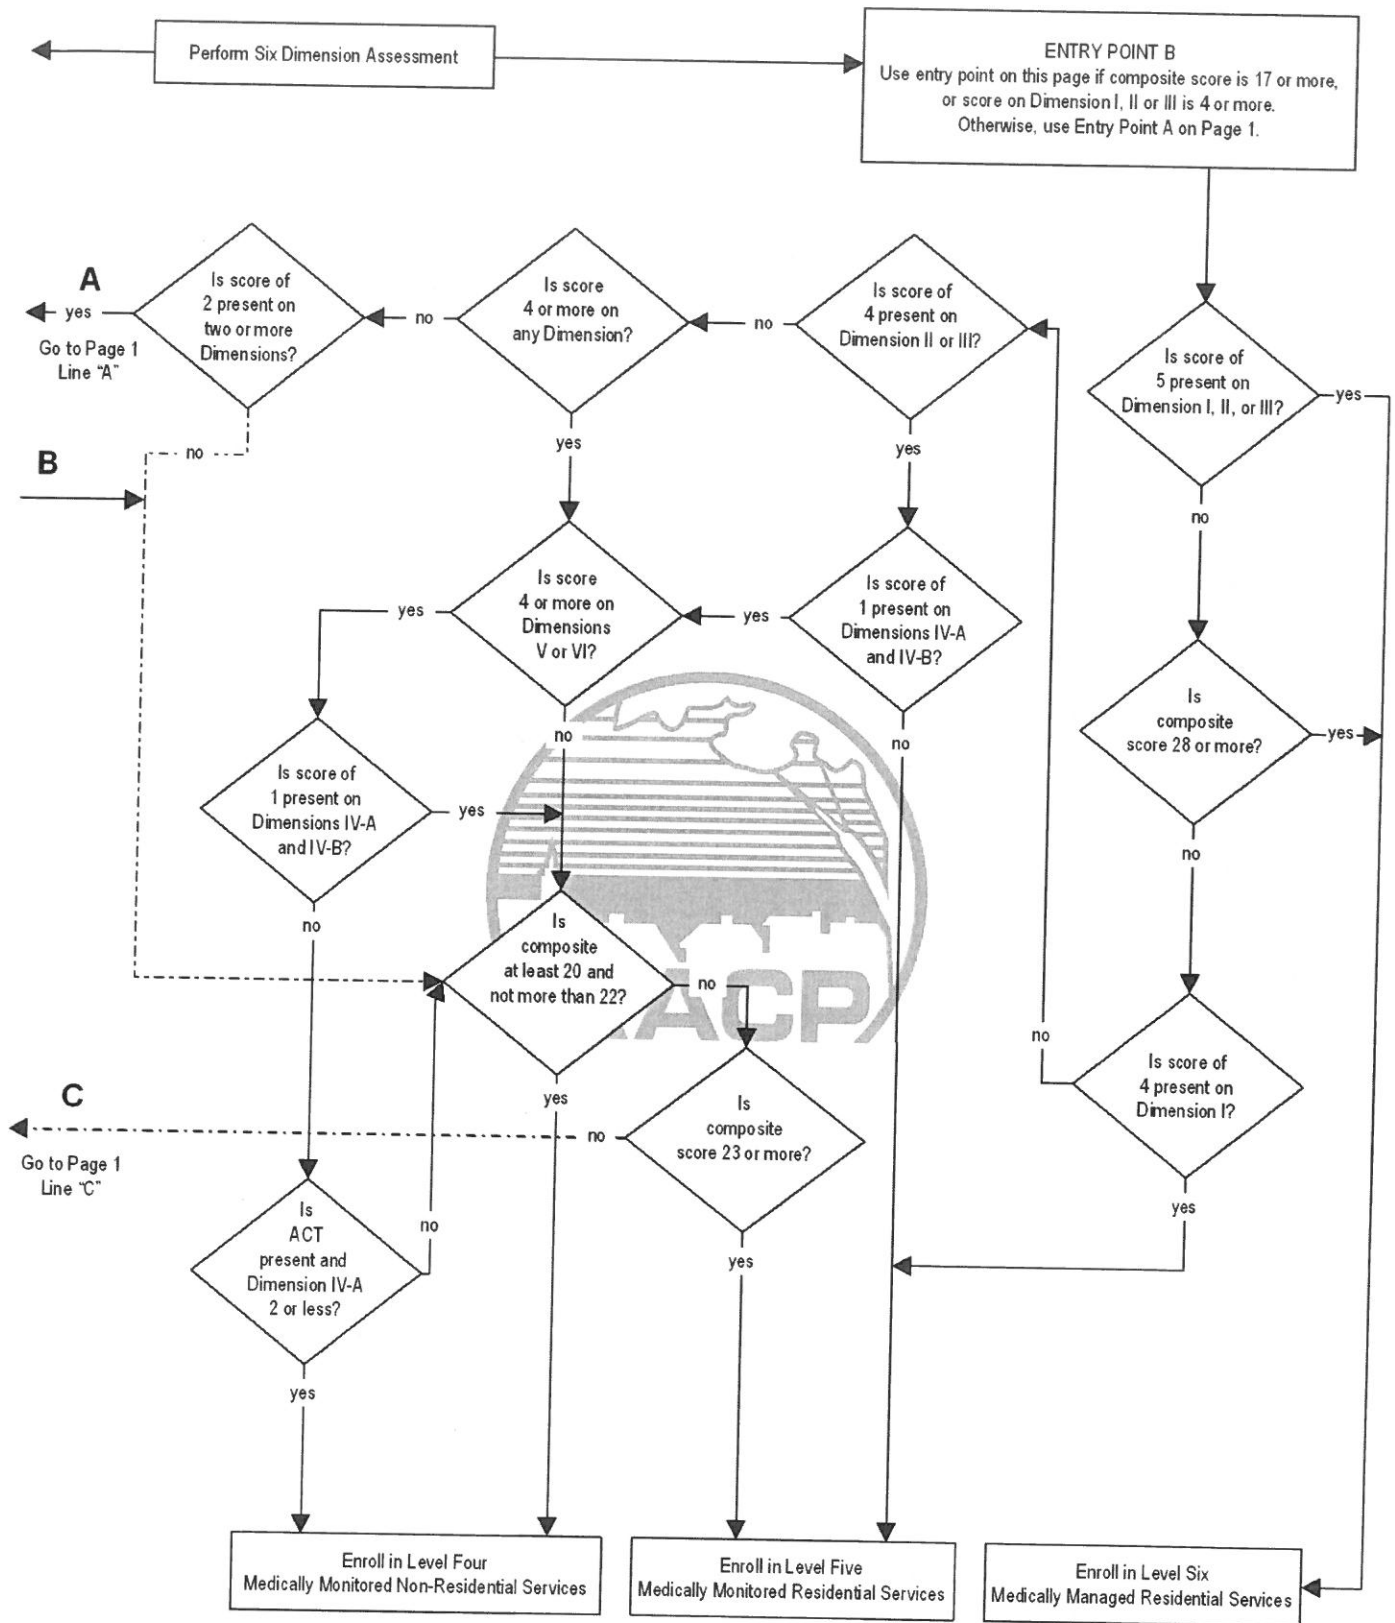 Perform Six Dimension Assessment
ENTRY POINT B
Use entry point on this page if composite score is 17 or more,
or score on Dimension I, II or III is 4 or more.
Otherwise, use Entry Point A on Page 1.
A
yes
Go to Page 1
Line "A"
Is score of
2 present on
two or more
Dimensions?
no
Is score
4 or more on
any Dimension?
no
Is score of
4 present on
Dimension II or III?
Is score of
5 present on
Dimension I, II, or III?
yes
no
yes
yes
no
B
Is score
4 or more on
Dimensions
V or VI?
yes
yes
Is score of
1 present on
Dimensions IV-A
and IV-B?
no
no
Is
composite
score 28 or more?
yes
no
Is score of
1 present on
Dimensions IV-A
and IV-B?
yes
no
Is
composite
at least 20 and
not more than 22?
no
yes
AACP
no
Is score of
4 present on
Dimension I?
yes
C
no
Go to Page 1
Line "C"
Is
composite
score 23 or more?
yes
Is
ACT
present and
Dimension IV-A
2 or less?
no
yes
Enroll in Level Four
Medically Monitored Non-Residential Services
Enroll in Level Five
Medically Monitored Residential Services
Enroll in Level Six
Medically Managed Residential Services